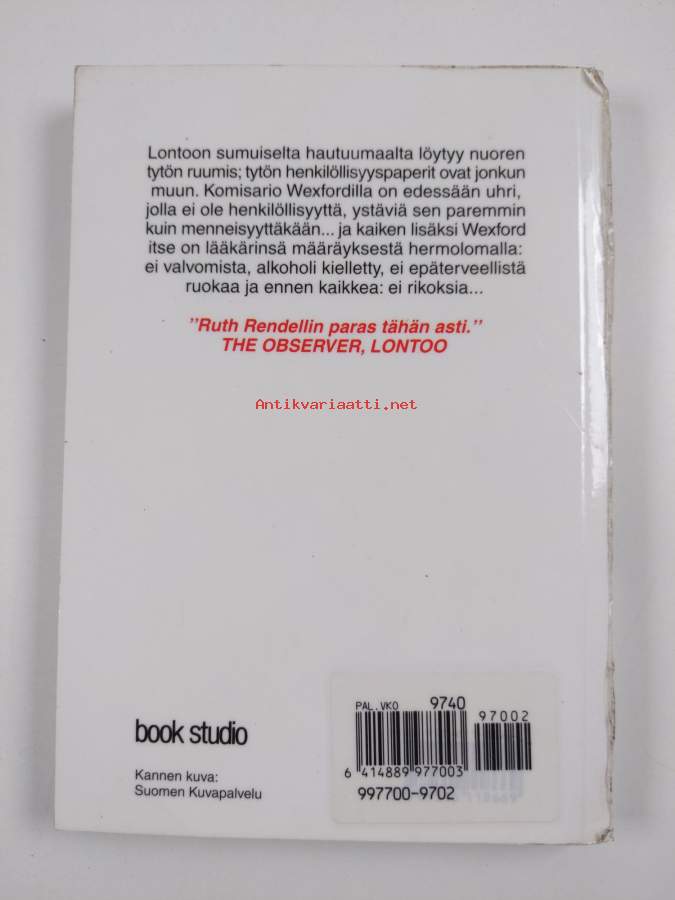 Lontoon sumuiselta hautuumaalta löytyy nuoren
tytön ruumis; tytön henkilöllisyyspaperit ovat jonkun
muun. Komisario Wexfordilla on edessään uhri,
jolla ei ole henkilöllisyyttä, ystäviä sen paremmin
kuin menneisyyttäkään... ja kaiken lisäksi Wexford
itse on lääkärinsä määräyksestä hermolomalla:
ei valvomista, alkoholi kielletty, ei epäterveellistä
ruokaa ja ennen kaikkea: ei rikoksia...
"Ruth Rendellin paras tähän asti."
THE OBSERVER, LONTOO
Antikvariaatti.net
book studio
Kannen kuva:
Suomen Kuvapalvelu
PAL.VKO 9740
97002
6 414889 977003
997700-9702